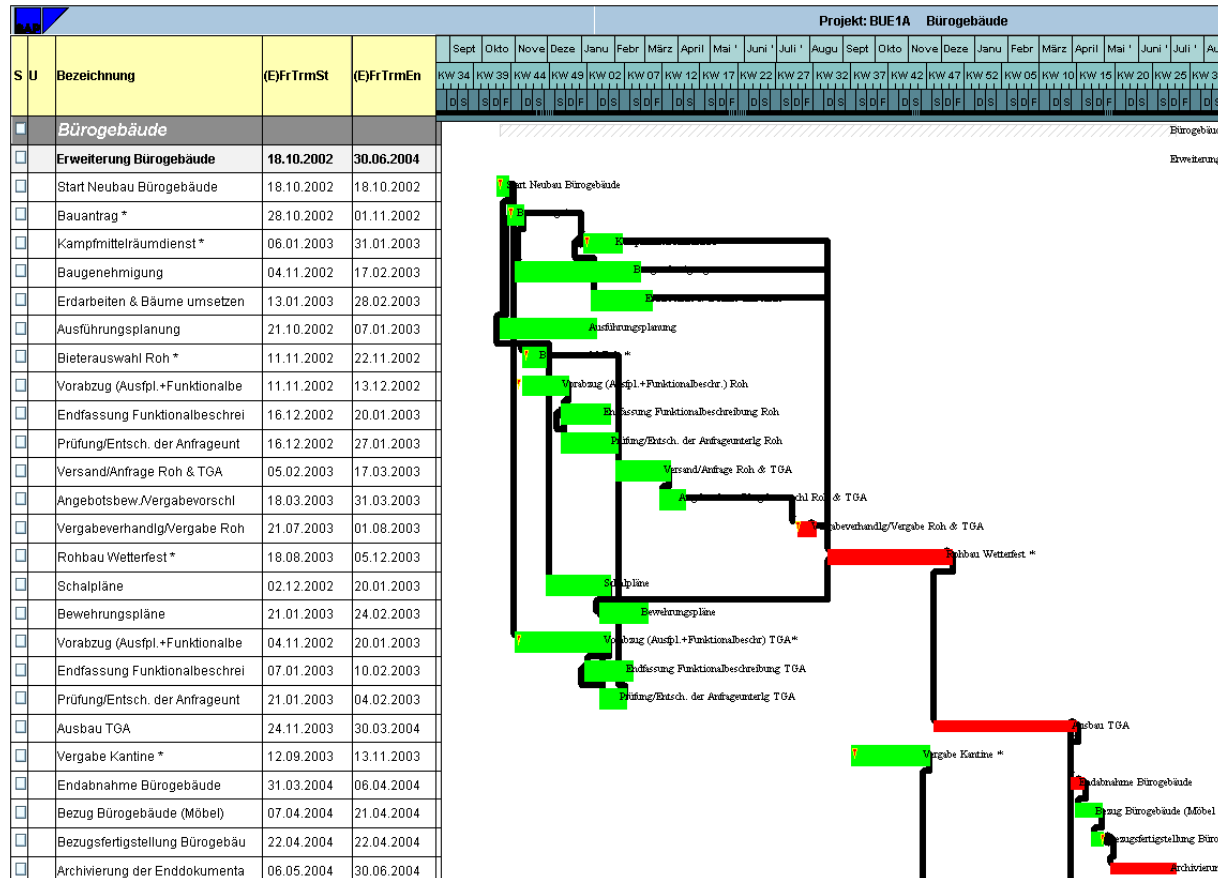 SAP
Projekt: BUE1A Bürogebäude
S U Bezeichnung (E)FrTrmSt (E)FrTrmEn
Sept Okto Nove Deze Janu Febr März April Mai ' Juni ' Juli ' Augu Sept Okto Nove Deze Janu Febr März April Mai ' Juni ' Juli ' Au
KW 34 KW 39 KW 44 KW 49 KW 02 KW 07 KW 12 KW 17 KW 22 KW 27 KW 32 KW 37 KW 42 KW 47 KW 52 KW 05 KW 10 KW 15 KW 20 KW 25 KW 3
D S S D F D S S D F D S S D F D S S D F D S S D F D S S D F D S S D F D S S D F D S S D F D S S D F D S
Bürogebäude Bürogebäud
Erweiterung Bürogebäude 18.10.2002 30.06.2004 Erweiterung
Start Neubau Bürogebäude 18.10.2002 18.10.2002 Start Neubau Bürogebäude
Bauantrag * 28.10.2002 01.11.2002
Kampfmittelräumdienst * 06.01.2003 31.01.2003
Baugenehmigung 04.11.2002 17.02.2003
Erdarbeiten & Bäume umsetzen 13.01.2003 28.02.2003
Ausführungsplanung 21.10.2002 07.01.2003 Ausführungsplanung
Bieterauswahl Roh * 11.11.2002 22.11.2002
Vorabzug (Ausfpl.+Funktionalbe 11.11.2002 13.12.2002 Vorabzug (Ausfpl.+Funktionalbeschr.) Roh
Endfassung Funktionalbeschrei 16.12.2002 20.01.2003 Endfassung Funktionalbeschreibung Roh
Prüfung/Entsch. der Anfrageunt 16.12.2002 27.01.2003 Prüfung/Entsch. der Anfrageunterlg Roh
Versand/Anfrage Roh & TGA 05.02.2003 17.03.2003 Versand/Anfrage Roh & TGA
Angebotsbew./Vergabevorschl 18.03.2003 31.03.2003 Roh & TGA
Vergabeverhandlg/Vergabe Roh 21.07.2003 01.08.2003 Vergabeverhandlg/Vergabe Roh & TGA
Rohbau Wetterfest * 18.08.2003 05.12.2003 Rohbau Wetterfest *
Schalpläne 02.12.2002 20.01.2003 Schalpläne
Bewehrungspläne 21.01.2003 24.02.2003 Bewehrungspläne
Vorabzug (Ausfpl.+Funktionalbe 04.11.2002 20.01.2003 Vorabzug (Ausfpl.+Funktionalbeschr) TGA*
Endfassung Funktionalbeschrei 07.01.2003 10.02.2003 Endfassung Funktionalbeschreibung TGA
Prüfung/Entsch. der Anfrageunt 21.01.2003 04.02.2003 Prüfung/Entsch. der Anfrageunterlg TGA
Ausbau TGA 24.11.2003 30.03.2004 Ausbau TGA
Vergabe Kantine * 12.09.2003 13.11.2003 Vergabe Kantine *
Endabnahme Bürogebäude 31.03.2004 06.04.2004 Endabnahme Bürogebäude
Bezug Bürogebäude (Möbel) 07.04.2004 21.04.2004 Bezug Bürogebäude (Möbel
Bezugsfertigstellung Bürogebäu 22.04.2004 22.04.2004 Bezugsfertigstellung Büro
Archivierung der Enddokumenta 06.05.2004 30.06.2004 Archivierun